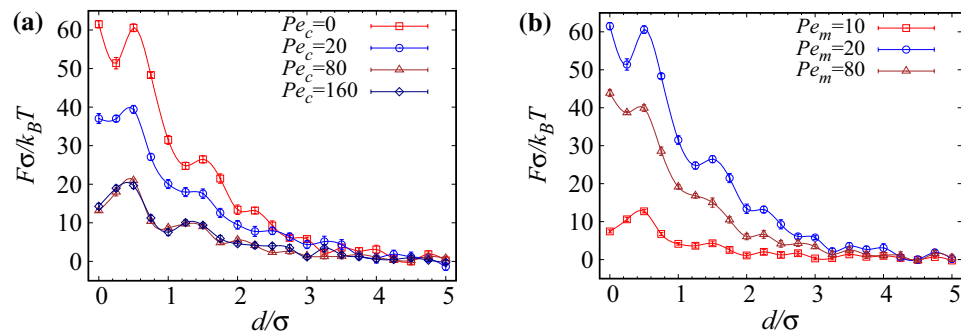 (a)
Pe_c=0
Pe_c=20
Pe_c=80
Pe_c=160
Fσ/k_BT
60
50
40
30
20
10
0
0 1 2 3 4 5
d/σ
(b)
Pe_m=10
Pe_m=20
Pe_m=80
Fσ/k_BT
60
50
40
30
20
10
0
0 1 2 3 4 5
d/σ